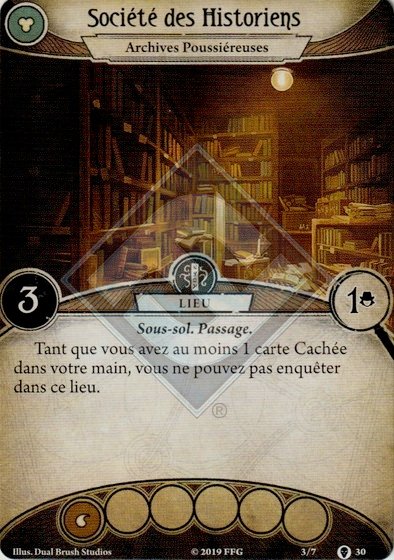 Société des Historiens
Archives Poussiéreuses
3
LIEU
1
Sous-sol. Passage.
Tant que vous avez au moins 1 carte Cachée
dans votre main, vous ne pouvez pas enquêter
dans ce lieu.
®
Illus. Dual Brush Studios
© 2019 FFG
3/7
30